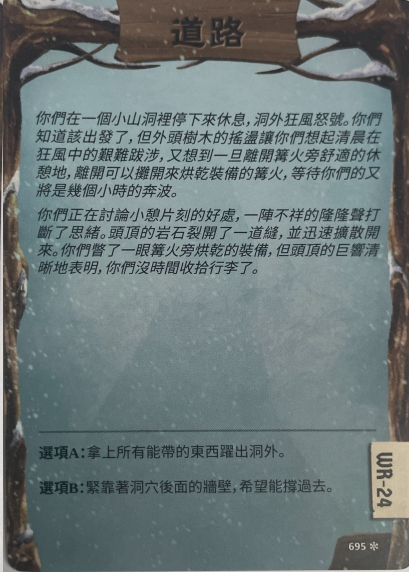 道路
你們在一個小山洞裡停下來休息,洞外狂風怒號。你們
知道該出發了,但外頭樹木的搖盪讓你們想起清晨在
狂風中的艱難跋涉,又想到一旦離開篝火旁舒適的休
憩地,離開可以攤開來烘乾裝備的篝火,等待你們的又
將是幾個小時的奔波。
你們正在討論小憩片刻的好處,一陣不祥的隆隆聲打
斷了思緒。頭頂的岩石裂開了一道縫,並迅速擴散開
來。你們瞥了一眼篝火旁烘乾的裝備,但頭頂的巨響清
晰地表明,你們沒時間收拾行李了。
選項A:拿上所有能帶的東西躍出洞外。
選項B:緊靠著洞穴後面的牆壁,希望能撐過去。
WR-24
695